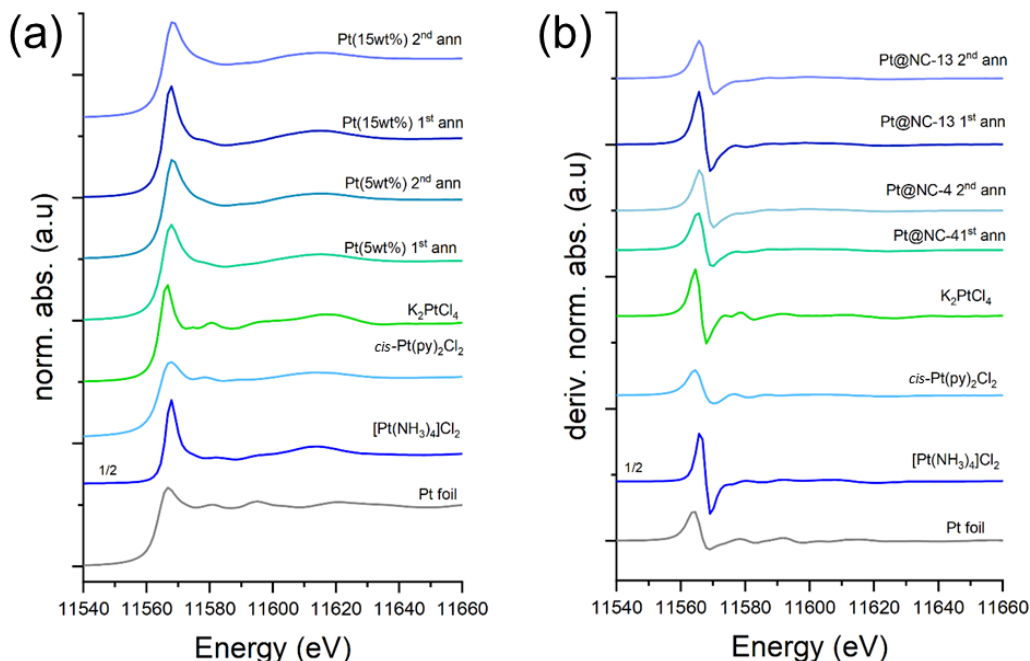 (a)
norm. abs. (a.u)
Pt(15wt%) 2nd ann
Pt(15wt%) 1st ann
Pt(5wt%) 2nd ann
Pt(5wt%) 1st ann
K2PtCl4
cis-Pt(py)2Cl2
[Pt(NH3)4]Cl2
1/2
Pt foil
11540 11560 11580 11600 11620 11640 11660
Energy (eV)
(b)
deriv. norm. abs. (a.u)
Pt@NC-13 2nd ann
Pt@NC-13 1st ann
Pt@NC-4 2nd ann
Pt@NC-41st ann
K2PtCl4
cis-Pt(py)2Cl2
[Pt(NH3)4]Cl2
1/2
Pt foil
11540 11560 11580 11600 11620 11640 11660
Energy (eV)